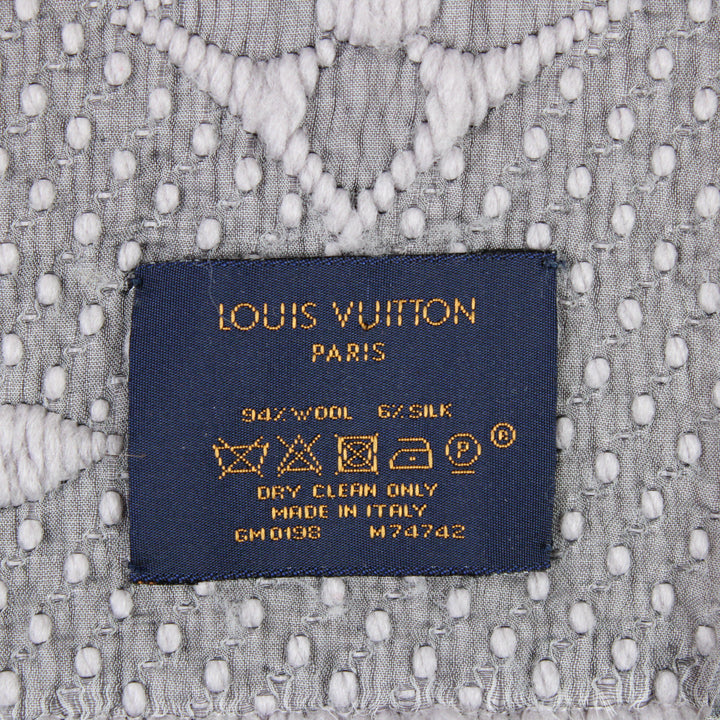 LOUIS VUITTON
PARIS
94% WOOL 6% SILK
P ®
DRY CLEAN ONLY
MADE IN ITALY
GM0198 M74742